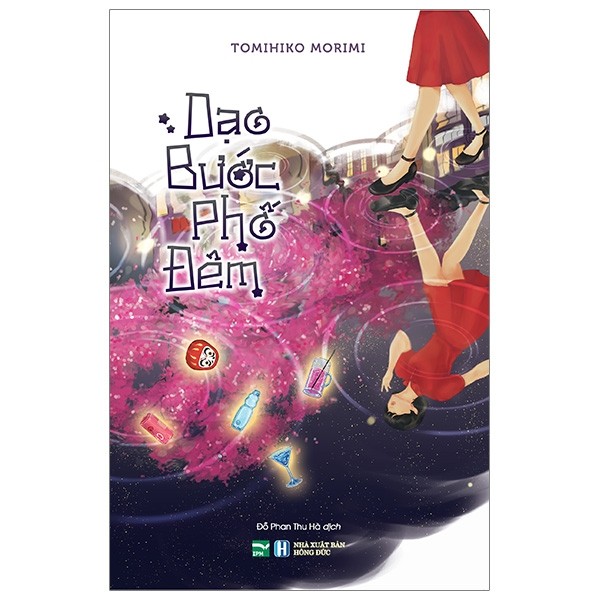 TOMIHIKO MORIMI
Dạo
Bước
Phố
Đêm
Đỗ Phan Thu Hà dịch
IPM
H
NHÀ XUẤT BẢN
HỒNG ĐỨC